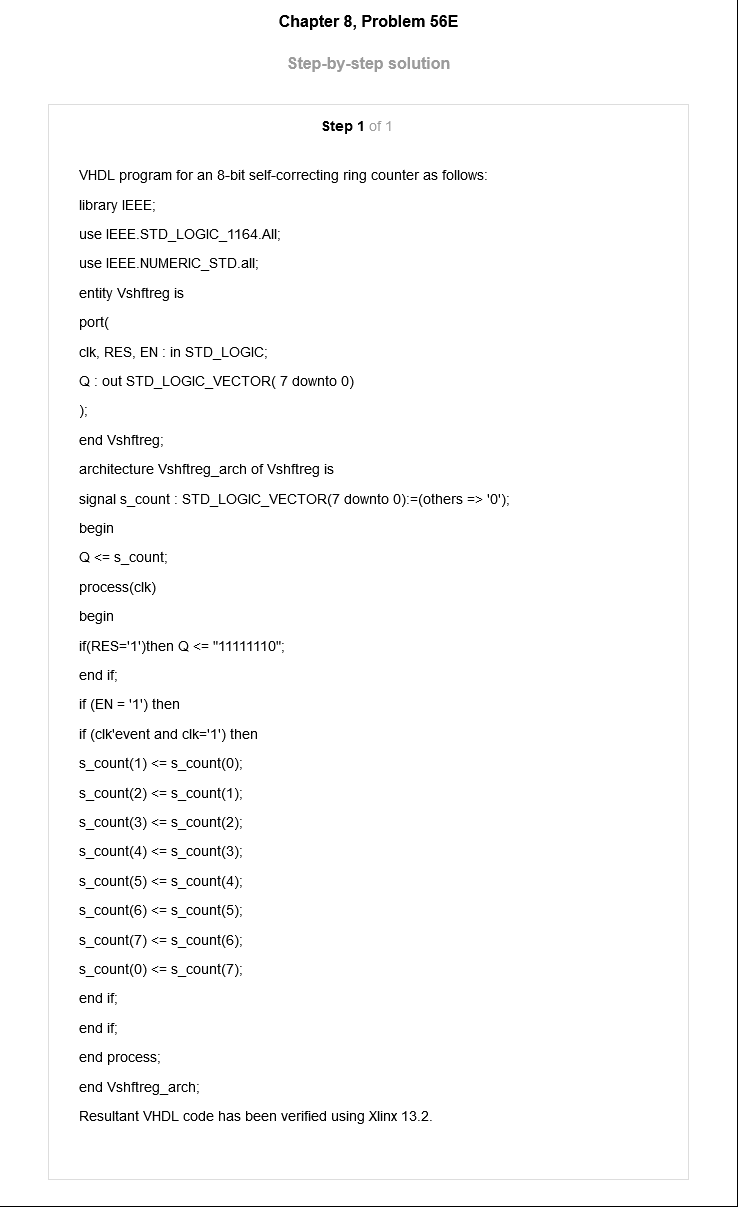 Chapter 8, Problem 56E
Step-by-step solution
Step 1 of 1
VHDL program for an 8-bit self-correcting ring counter as follows:
library IEEE;
use IEEE.STD_LOGIC_1164.All;
use IEEE.NUMERIC_STD.all;
entity Vshftreg is
port(
clk, RES, EN : in STD_LOGIC;
Q : out STD_LOGIC_VECTOR( 7 downto 0)
);
end Vshftreg;
architecture Vshftreg_arch of Vshftreg is
signal s_count : STD_LOGIC_VECTOR(7 downto 0):=(others => '0');
begin
Q <= s_count;
process(clk)
begin
if(RES='1')then Q <= "11111110";
end if;
if (EN = '1') then
if (clk'event and clk='1') then
s_count(1) <= s_count(0);
s_count(2) <= s_count(1);
s_count(3) <= s_count(2);
s_count(4) <= s_count(3);
s_count(5) <= s_count(4);
s_count(6) <= s_count(5);
s_count(7) <= s_count(6);
s_count(0) <= s_count(7);
end if;
end if;
end process;
end Vshftreg_arch;
Resultant VHDL code has been verified using Xlinx 13.2.